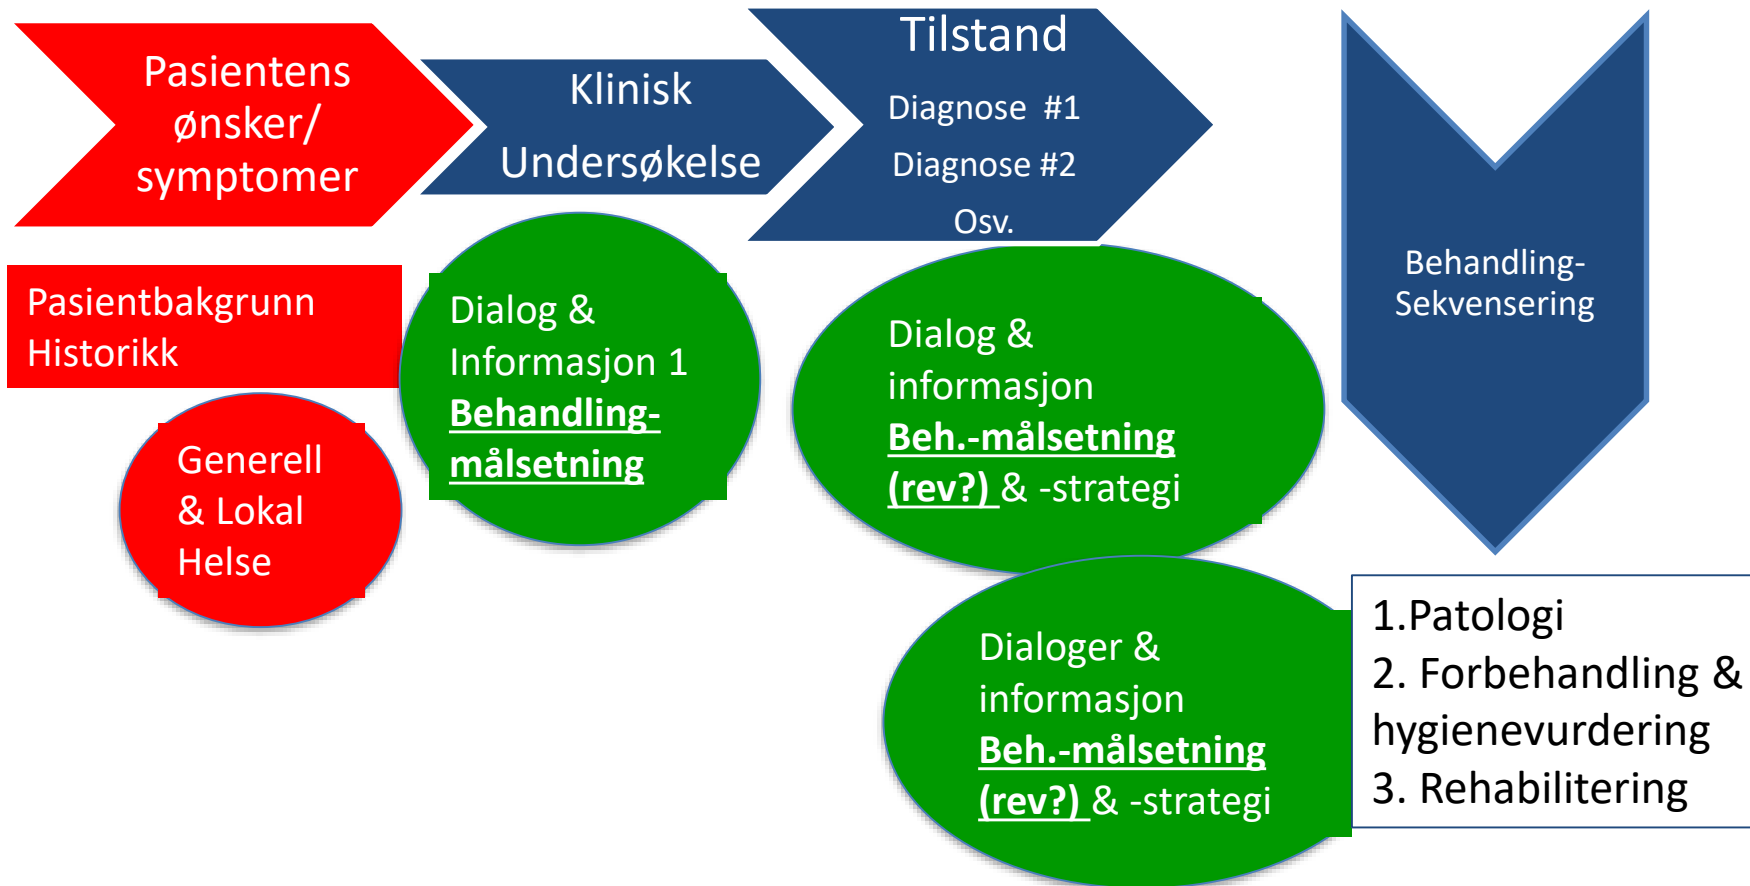 Pasientens
ønsker/
symptomer
Klinisk
Undersøkelse
Tilstand
Diagnose #1
Diagnose #2
Osv.
Behandling-
Sekvensering
Pasientbakgrunn
Historikk
Generell
& Lokal
Helse
Dialog &
Informasjon 1
Behandling-
målsetning
Dialog &
informasjon
Beh.-målsetning
(rev?) & -strategi
Dialoger &
informasjon
Beh.-målsetning
(rev?) & -strategi
1.Patologi
2. Forbehandling &
hygienevurdering
3. Rehabilitering